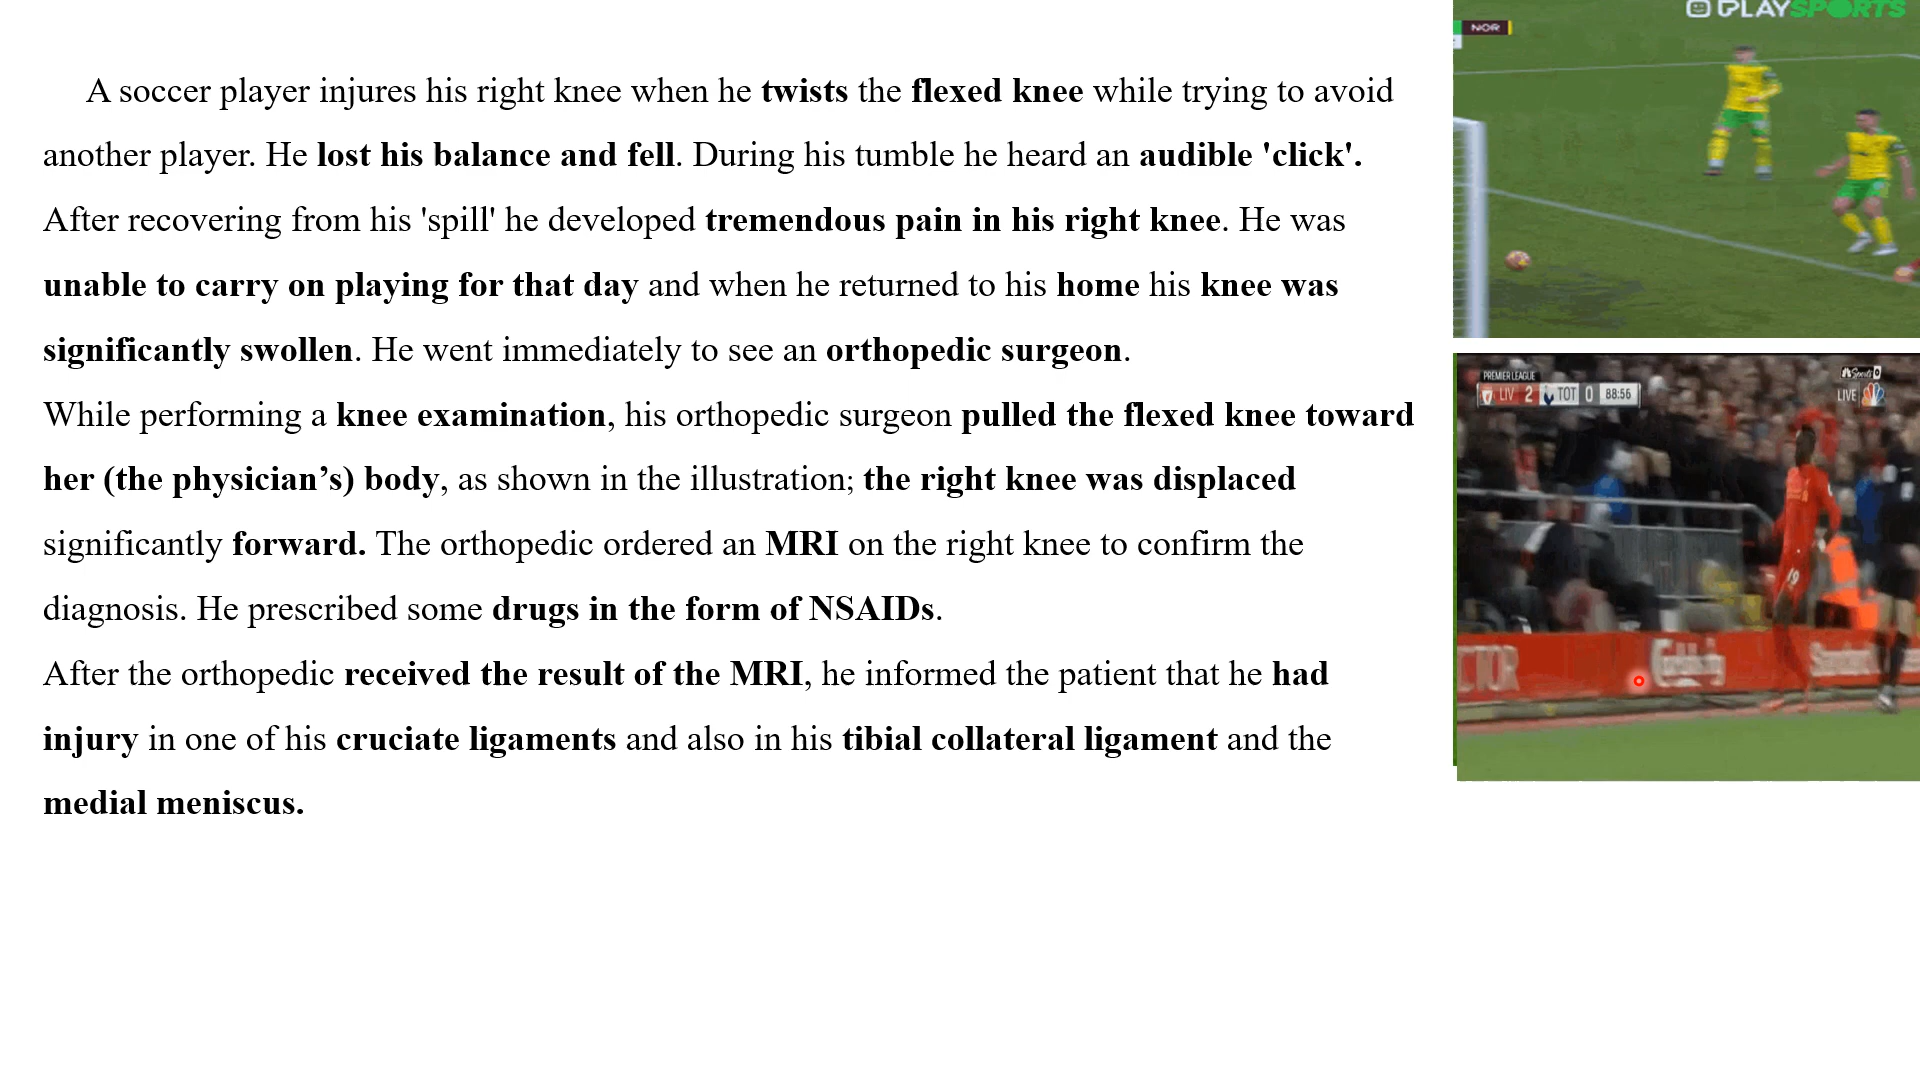 A soccer player injures his right knee when he twists the flexed knee while trying to avoid
another player. He lost his balance and fell. During his tumble he heard an audible 'click'.
After recovering from his 'spill' he developed tremendous pain in his right knee. He was
unable to carry on playing for that day and when he returned to his home his knee was
significantly swollen. He went immediately to see an orthopedic surgeon.
While performing a knee examination, his orthopedic surgeon pulled the flexed knee toward
her (the physician’s) body, as shown in the illustration; the right knee was displaced
significantly forward. The orthopedic ordered an MRI on the right knee to confirm the
diagnosis. He prescribed some drugs in the form of NSAIDs.
After the orthopedic received the result of the MRI, he informed the patient that he had
injury in one of his cruciate ligaments and also in his tibial collateral ligament and the
medial meniscus.
PLAYSPORTS
NOR
PREMIER LEAGUE
LIV 2 TOT 0 88:56
Sports
LIVE
19
Carlsberg